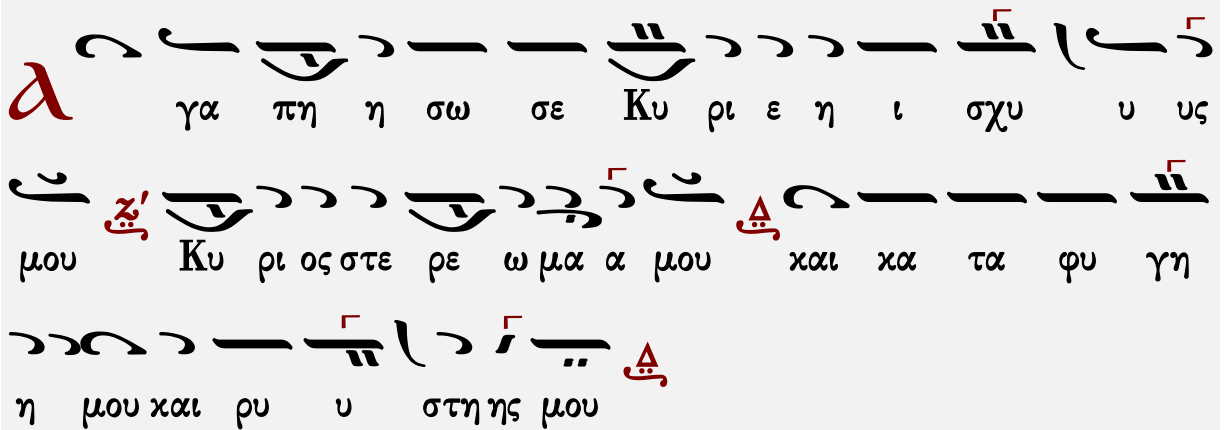 α γα πη η σω σε Κυ ρι ε η ι σχυ υ υς
μου ζ' Κυ ρι ος στε ρε ω μα α μου Δ και κα τα φυ γη
η μου και ρυ υ στη ης μου Δ